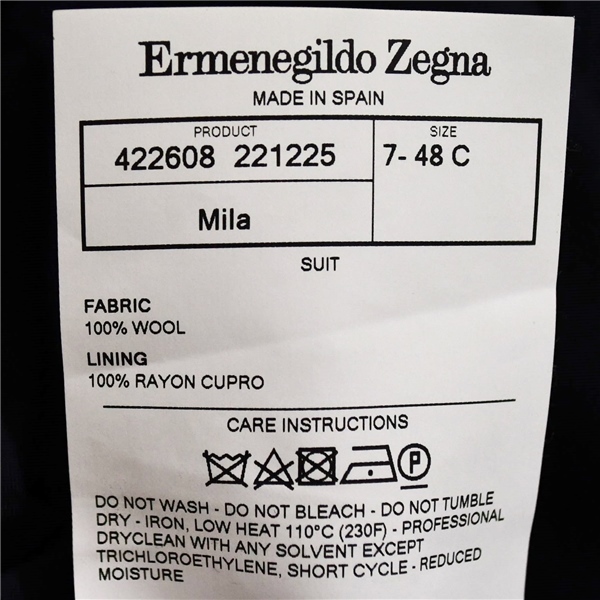 Ermenegildo Zegna
MADE IN SPAIN
PRODUCT
422608 221225
SIZE
7- 48 C
Mila
SUIT
FABRIC
100% WOOL
LINING
100% RAYON CUPRO
CARE INSTRUCTIONS
P
DO NOT WASH - DO NOT BLEACH - DO NOT TUMBLE
DRY - IRON, LOW HEAT 110°C (230F) - PROFESSIONAL
DRYCLEAN WITH ANY SOLVENT EXCEPT
TRICHLOROETHYLENE, SHORT CYCLE - REDUCED
MOISTURE